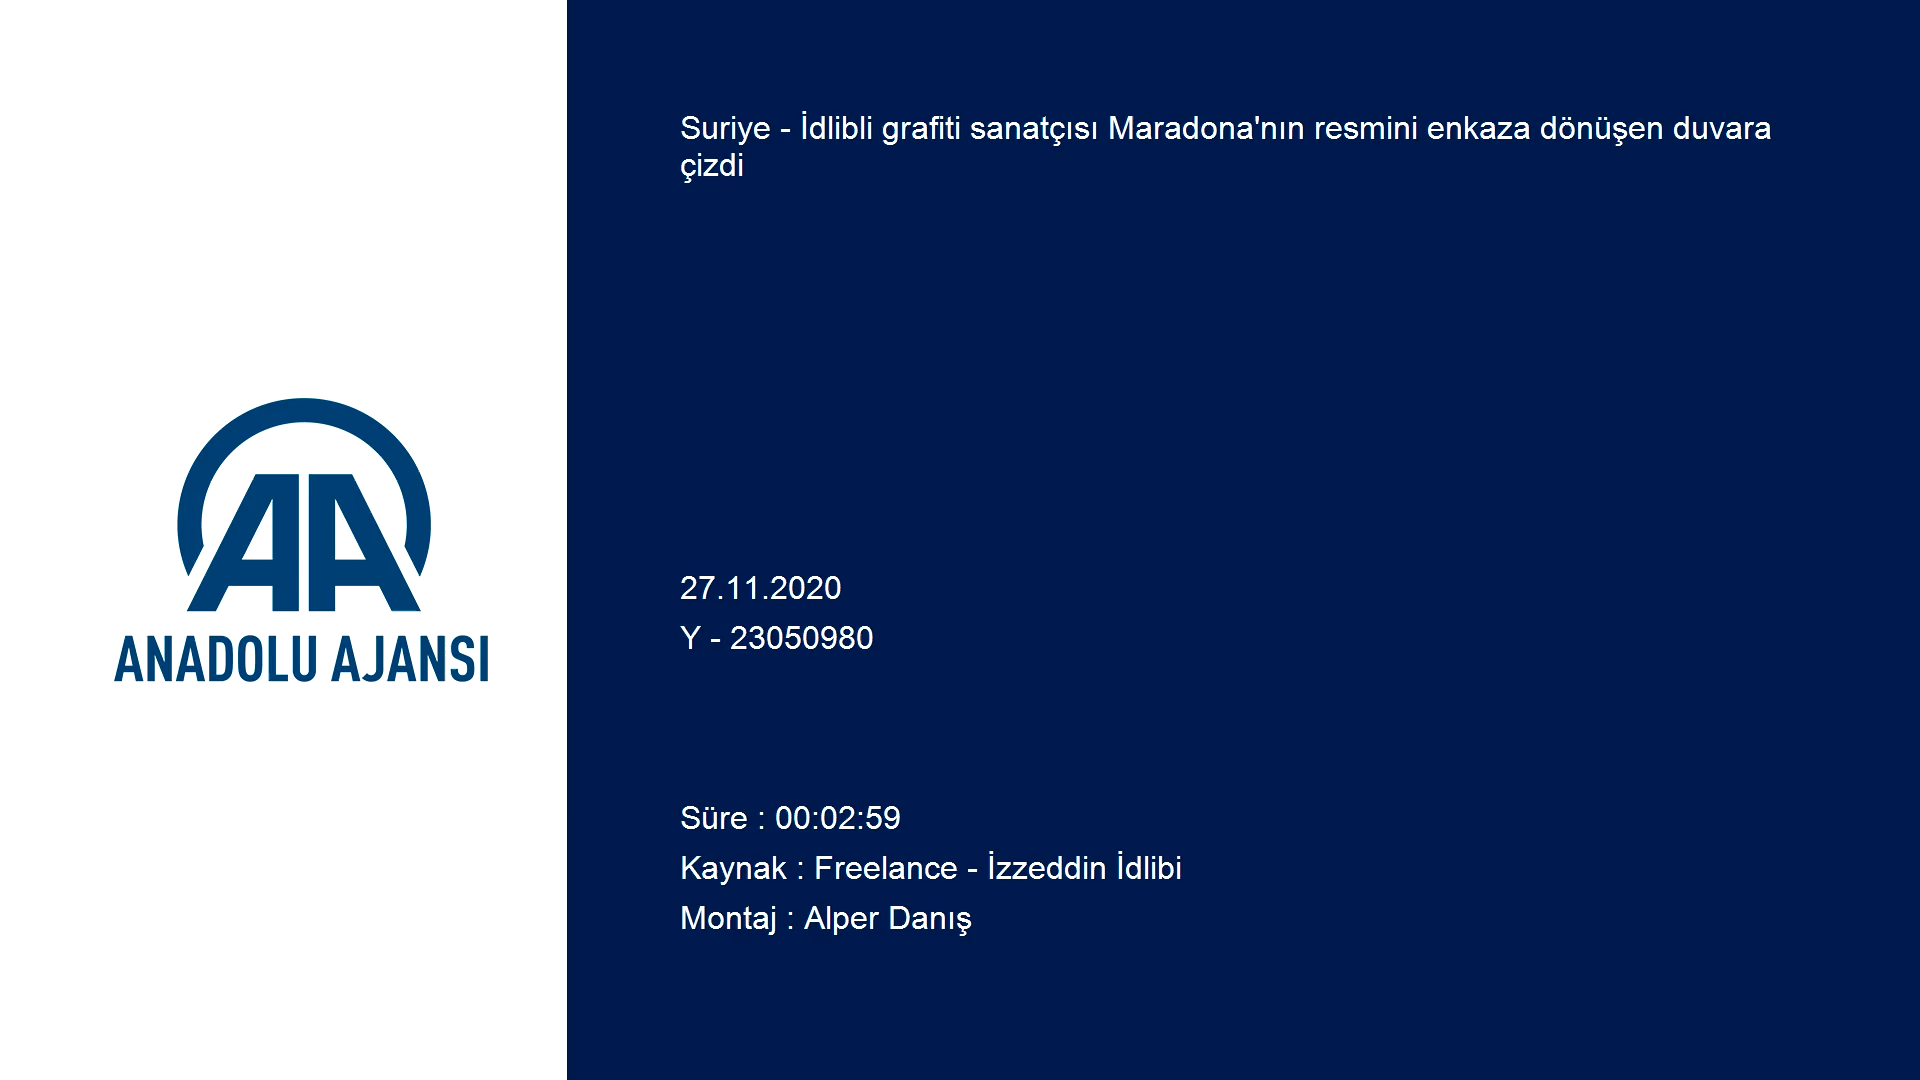 Suriye - İdlibli grafiti sanatçısı Maradona'nın resmini enkaza dönüşen duvara
çizdi
AA
ANADOLU AJANSI
27.11.2020
Y - 23050980
Süre : 00:02:59
Kaynak : Freelance - İzzeddin İdlibi
Montaj : Alper Danış